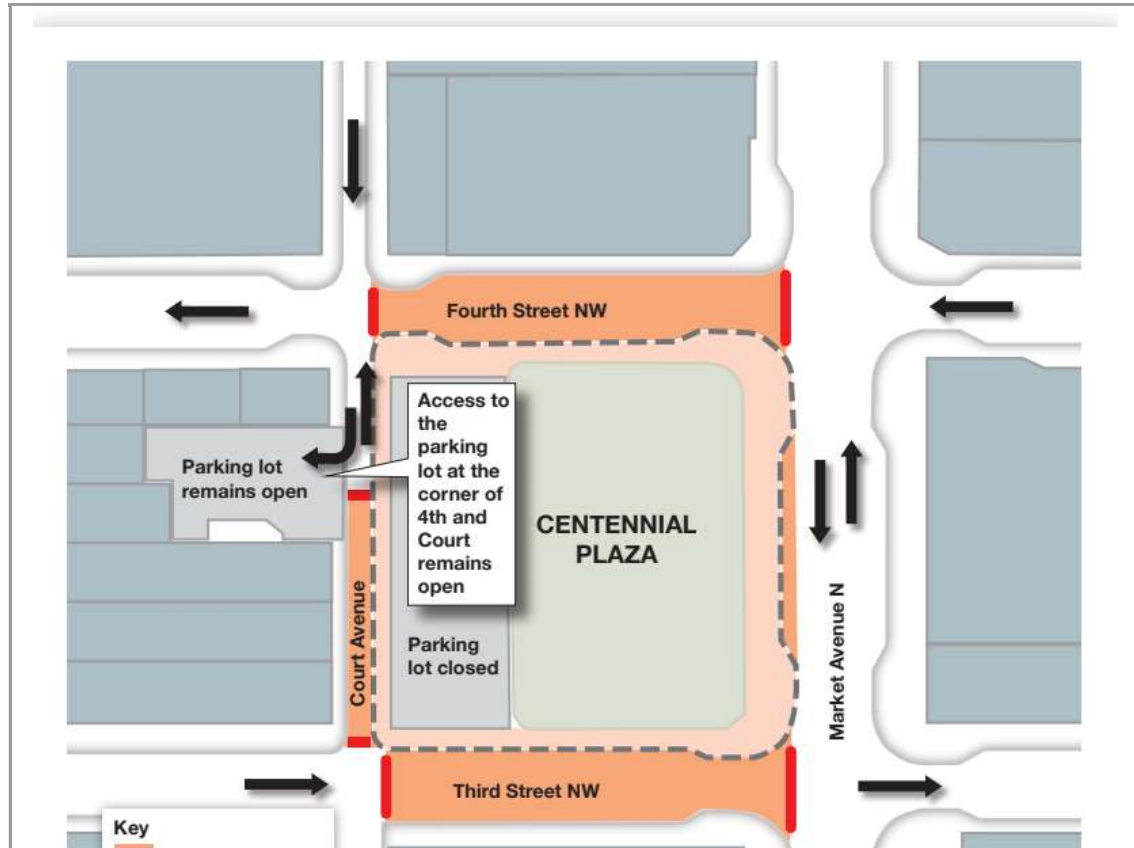 Fourth Street NW
Access to
the
parking
lot at the
corner of
4th and
Court
remains
open
Parking lot
remains open
CENTENNIAL
PLAZA
Court Avenue
Parking
lot closed
Market Avenue N
Third Street NW
Key